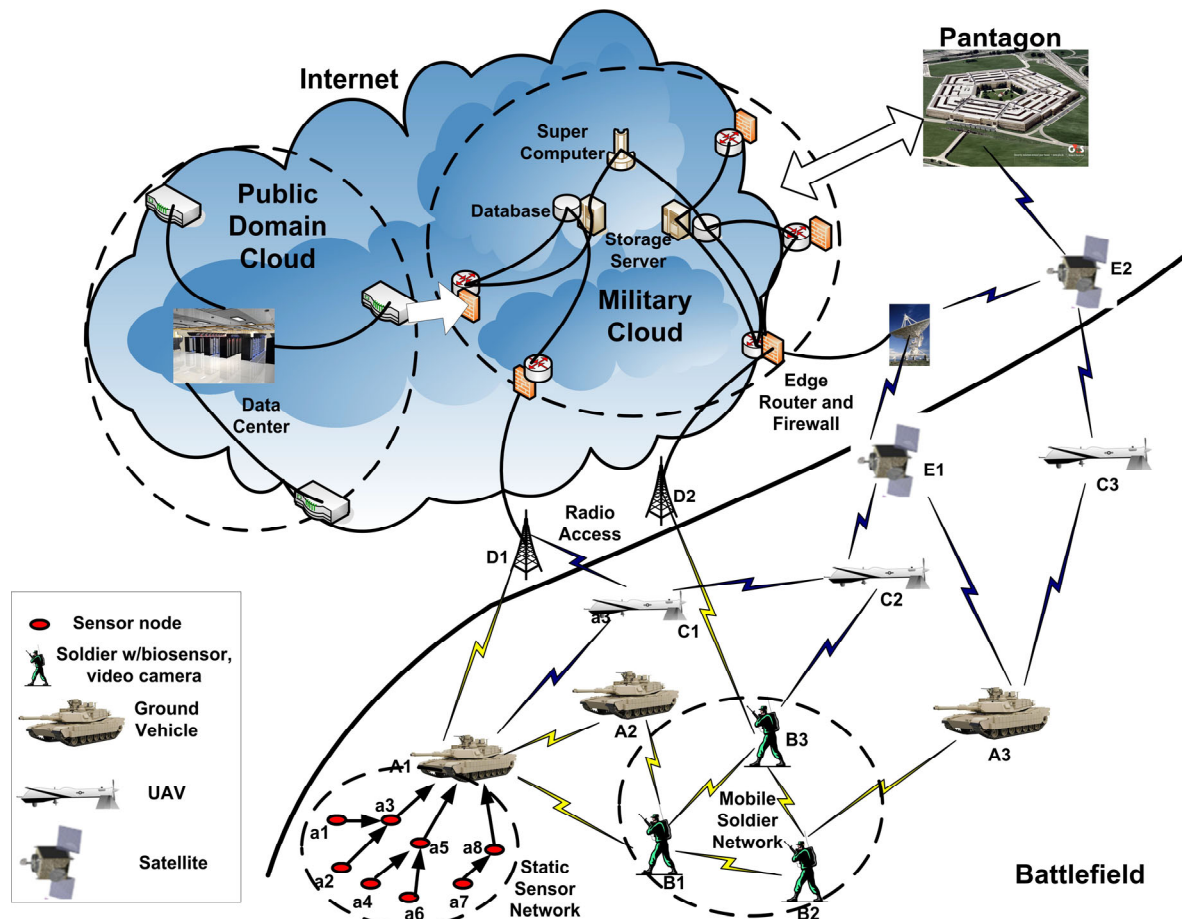 Pantagon
Internet
Super
Computer
Public
Domain
Cloud
Database
Storage
Server
Military
Cloud
E2
Data
Center
Edge
Router and
Firewall
E1
C3
D2
Radio
Access
D1
C2
a3
C1
Sensor node
Soldier w/biosensor,
video camera
Ground
Vehicle
UAV
Satellite
A2
B3
A3
A1
a3
a1
a5
a8
a2
a4
a6
a7
Static
Sensor
Network
Mobile
Soldier
Network
B1
B2
Battlefield